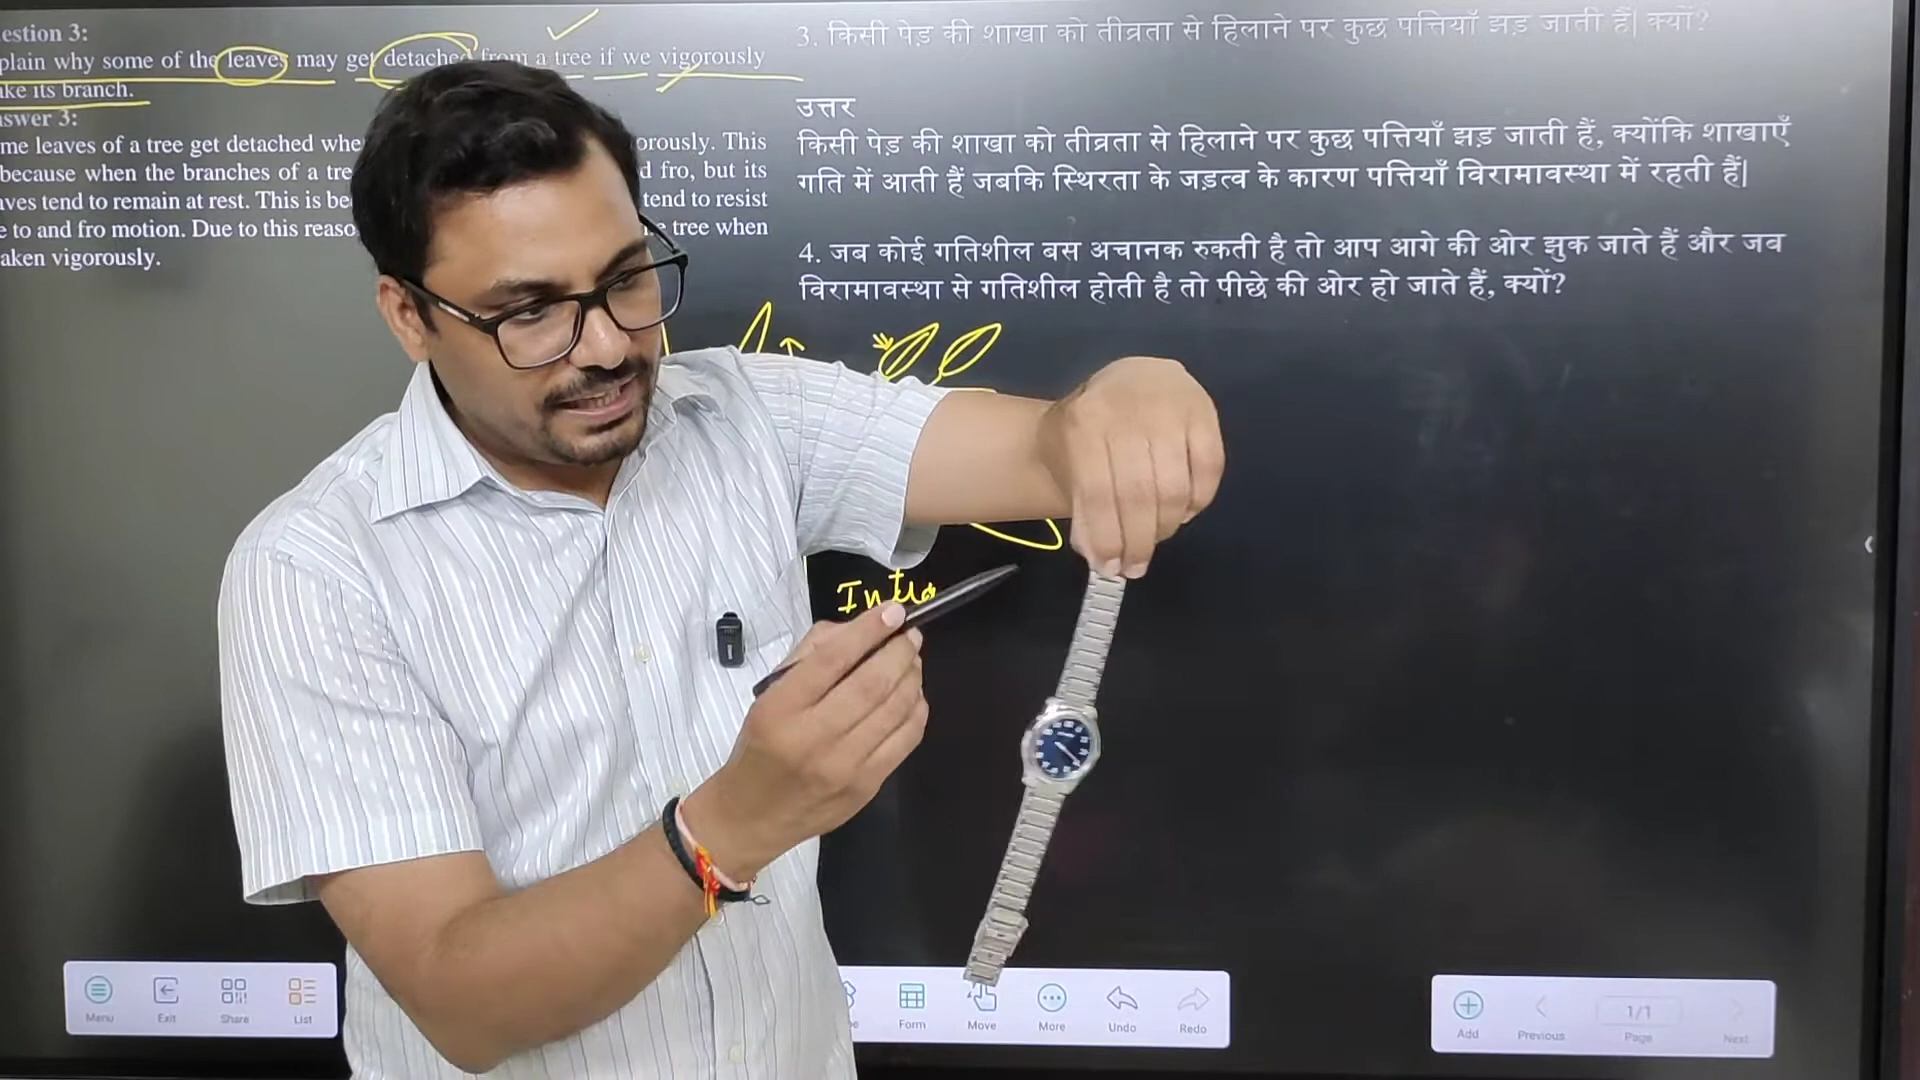 estion 3:
plain why some of the leaves may get detached from a tree if we vigorously
ake its branch.
swer 3:
me leaves of a tree get detached whe orously. This
because when the branches of a tre d fro, but its
ves tend to remain at rest. This is be tend to resist
e to and fro motion. Due to this reaso tree when
aken vigorously.
3. किसी पेड़ की शाखा को तीव्रता से हिलाने पर कुछ पत्तियाँ झड़ जाती हैं| क्यों?
उत्तर
किसी पेड़ की शाखा को तीव्रता से हिलाने पर कुछ पत्तियाँ झड़ जाती हैं, क्योंकि शाखाएँ
गति में आती हैं जबकि स्थिरता के जड़त्व के कारण पत्तियाँ विरामावस्था में रहती हैं|
4. जब कोई गतिशील बस अचानक रुकती है तो आप आगे की ओर झुक जाते हैं और जब
विरामावस्था से गतिशील होती है तो पीछे की ओर हो जाते हैं, क्यों?
Menu Exit Share List
Form Move More Undo Redo
Add Previous 1/1 Page Next